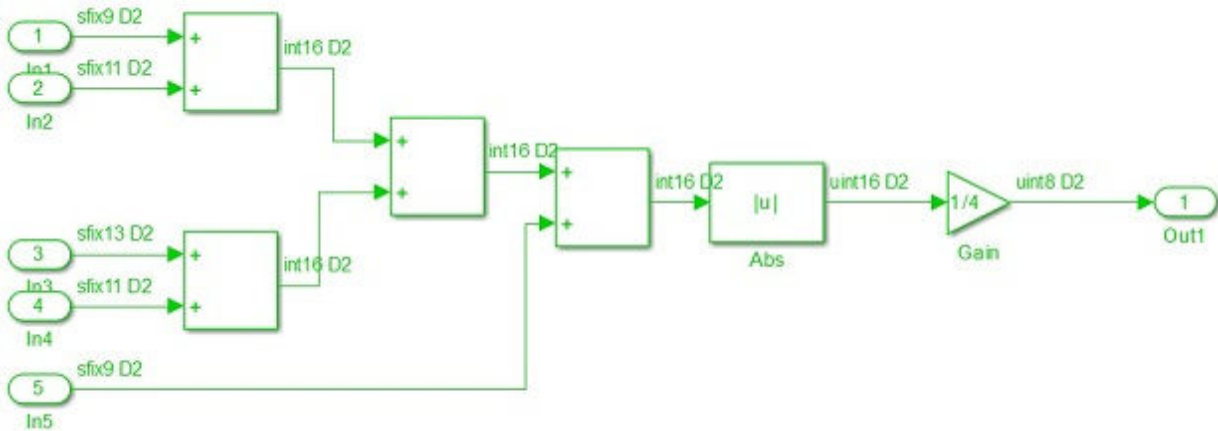 sfix9 D2
1
+
In1
sfix11 D2
2
+
In2
int16 D2
+
+
int16 D2
sfix13 D2
3
+
In3
sfix11 D2
4
+
In4
int16 D2
+
+
int16 D2
|u|
Abs
uint16 D2
1/4
Gain
uint8 D2
1
Out1
sfix9 D2
5
In5